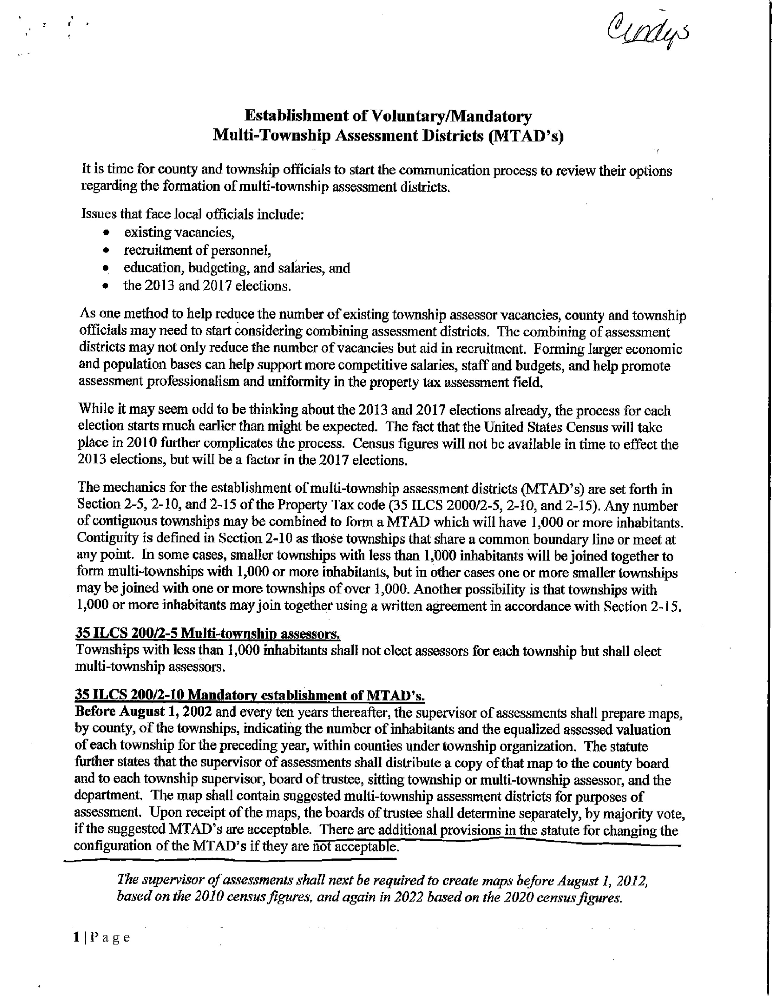 Cindys
Establishment of Voluntary/Mandatory
Multi-Township Assessment Districts (MTAD's)
It is time for county and township officials to start the communication process to review their options
regarding the formation of multi-township assessment districts.
Issues that face local officials include:
• existing vacancies,
• recruitment of personnel,
• education, budgeting, and salaries, and
• the 2013 and 2017 elections.
As one method to help reduce the number of existing township assessor vacancies, county and township
officials may need to start considering combining assessment districts. The combining of assessment
districts may not only reduce the number of vacancies but aid in recruitment. Forming larger economic
and population bases can help support more competitive salaries, staff and budgets, and help promote
assessment professionalism and uniformity in the property tax assessment field.
While it may seem odd to be thinking about the 2013 and 2017 elections already, the process for each
election starts much earlier than might be expected. The fact that the United States Census will take
place in 2010 further complicates the process. Census figures will not be available in time to effect the
2013 elections, but will be a factor in the 2017 elections.
The mechanics for the establishment of multi-township assessment districts (MTAD's) are set forth in
Section 2-5, 2-10, and 2-15 of the Property Tax code (35 ILCS 2000/2-5, 2-10, and 2-15). Any number
of contiguous townships may be combined to form a MTAD which will have 1,000 or more inhabitants.
Contiguity is defined in Section 2-10 as those townships that share a common boundary line or meet at
any point. In some cases, smaller townships with less than 1,000 inhabitants will be joined together to
form multi-townships with 1,000 or more inhabitants, but in other cases one or more smaller townships
may be joined with one or more townships of over 1,000. Another possibility is that townships with
1,000 or more inhabitants may join together using a written agreement in accordance with Section 2-15.
35 ILCS 200/2-5 Multi-township assessors.
Townships with less than 1,000 inhabitants shall not elect assessors for each township but shall elect
multi-township assessors.
35 ILCS 200/2-10 Mandatory establishment of MTAD's.
Before August 1, 2002 and every ten years thereafter, the supervisor of assessments shall prepare maps,
by county, of the townships, indicating the number of inhabitants and the equalized assessed valuation
of each township for the preceding year, within counties under township organization. The statute
further states that the supervisor of assessments shall distribute a copy of that map to the county board
and to each township supervisor, board of trustee, sitting township or multi-township assessor, and the
department. The map shall contain suggested multi-township assessment districts for purposes of
assessment. Upon receipt of the maps, the boards of trustee shall determine separately, by majority vote,
if the suggested MTAD's are acceptable. There are additional provisions in the statute for changing the
configuration of the MTAD's if they are not acceptable.
The supervisor of assessments shall next be required to create maps before August 1, 2012,
based on the 2010 census figures, and again in 2022 based on the 2020 census figures.
1 | Page